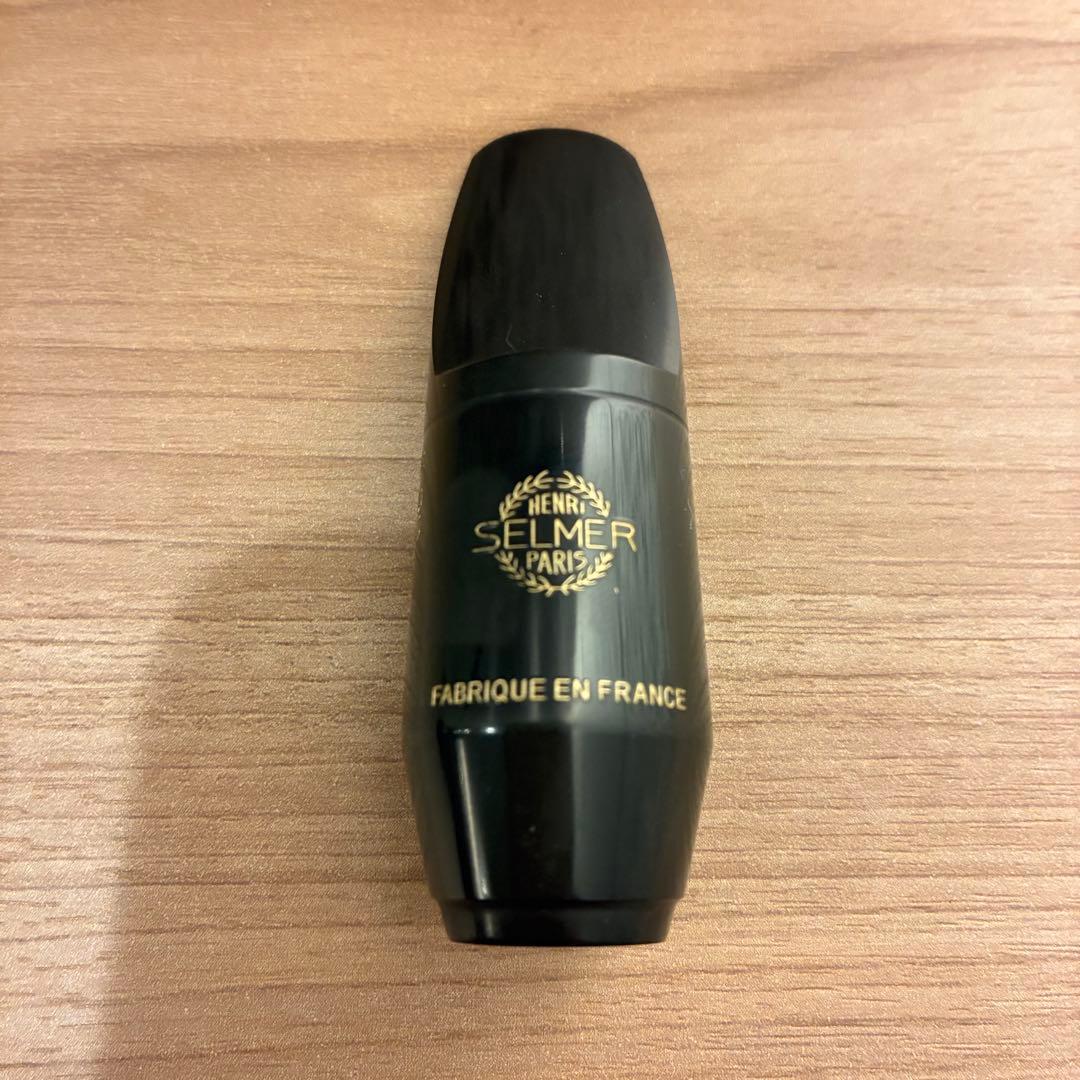 HENRI
SELMER
PARIS
FABRIQUE EN FRANCE